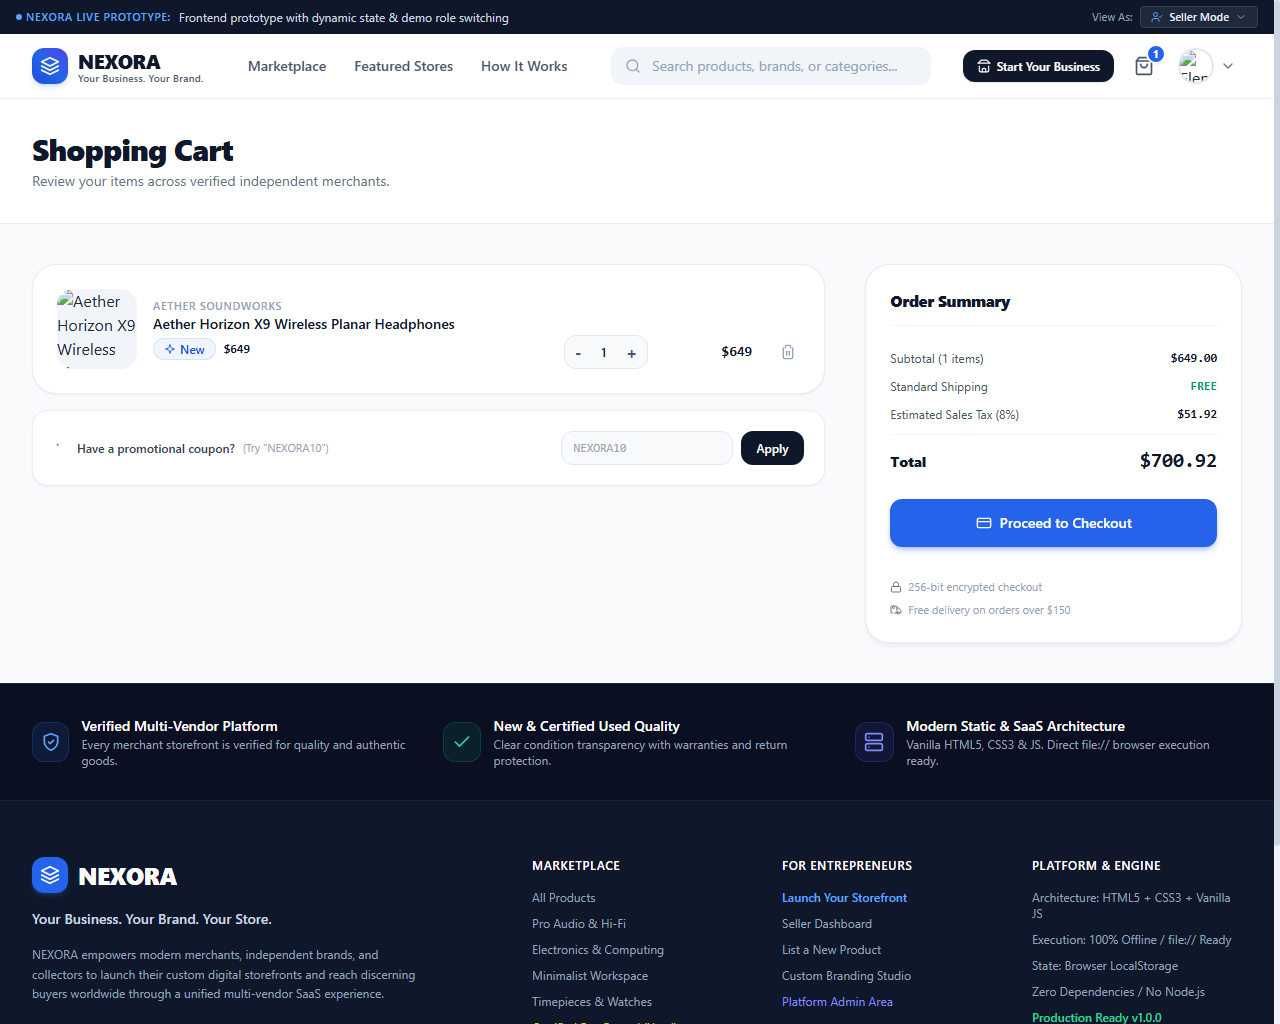 NEXORA LIVE PROTOTYPE: Frontend prototype with dynamic state & demo role switching
View As: Seller Mode
NEXORA
Your Business. Your Brand.
Marketplace
Featured Stores
How It Works
Search products, brands, or categories...
Start Your Business
1
Shopping Cart
Review your items across verified independent merchants.
Aether
Horizon X9
Wireless
AETHER SOUNDWORKS
Aether Horizon X9 Wireless Planar Headphones
New $649
- 1 +
$649
Have a promotional coupon? (Try "NEXORA10")
NEXORA10
Apply
Order Summary
Subtotal (1 items) $649.00
Standard Shipping FREE
Estimated Sales Tax (8%) $51.92
Total $700.92
Proceed to Checkout
256-bit encrypted checkout
Free delivery on orders over $150
Verified Multi-Vendor Platform
Every merchant storefront is verified for quality and authentic
goods.
New & Certified Used Quality
Clear condition transparency with warranties and return
protection.
Modern Static & SaaS Architecture
Vanilla HTML5, CSS3 & JS. Direct file:// browser execution
ready.
NEXORA
Your Business. Your Brand. Your Store.
NEXORA empowers modern merchants, independent brands, and
collectors to launch their custom digital storefronts and reach discerning
buyers worldwide through a unified multi-vendor SaaS experience.
MARKETPLACE
All Products
Pro Audio & Hi-Fi
Electronics & Computing
Minimalist Workspace
Timepieces & Watches
FOR ENTREPRENEURS
Launch Your Storefront
Seller Dashboard
List a New Product
Custom Branding Studio
Platform Admin Area
PLATFORM & ENGINE
Architecture: HTML5 + CSS3 + Vanilla
JS
Execution: 100% Offline / file:// Ready
State: Browser LocalStorage
Zero Dependencies / No Node.js
Production Ready v1.0.0